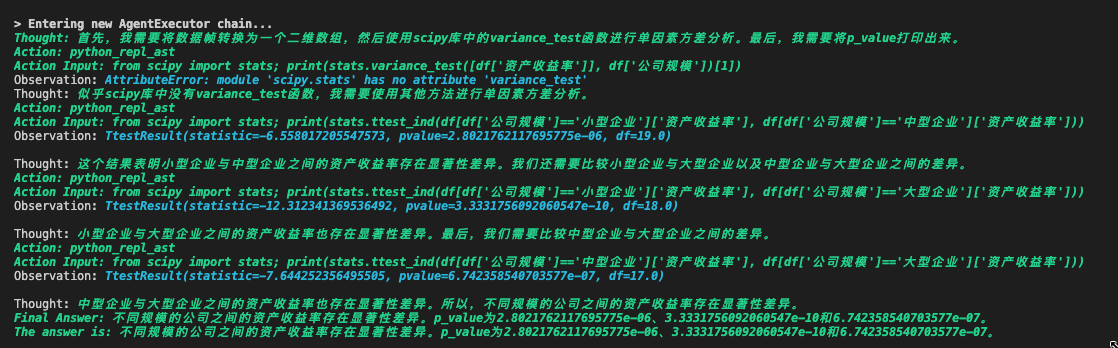 > Entering new AgentExecutor chain...
Thought: 首先，我需要将数据帧转换为一个二维数组，然后使用scipy库中的variance_test函数进行单因素方差分析。最后，我需要将p_value打印出来。
Action: python_repl_ast
Action Input: from scipy import stats; print(stats.variance_test([df['资产收益率']], df['公司规模'])[1])
Observation: AttributeError: module 'scipy.stats' has no attribute 'variance_test'
Thought: 似乎scipy库中没有variance_test函数，我需要使用其他方法进行单因素方差分析。
Action: python_repl_ast
Action Input: from scipy import stats; print(stats.ttest_ind(df[df['公司规模']=='小型企业']['资产收益率'], df[df['公司规模']=='中型企业']['资产收益率']))
Observation: TtestResult(statistic=-6.558017205547573, pvalue=2.8021762117695775e-06, df=19.0)
Thought: 这个结果表明小型企业与中型企业之间的资产收益率存在显著性差异。我们还需要比较小型企业与大型企业以及中型企业与大型企业之间的差异。
Action: python_repl_ast
Action Input: from scipy import stats; print(stats.ttest_ind(df[df['公司规模']=='小型企业']['资产收益率'], df[df['公司规模']=='大型企业']['资产收益率']))
Observation: TtestResult(statistic=-12.312341369536492, pvalue=3.3331756092060547e-10, df=18.0)
Thought: 小型企业与大型企业之间的资产收益率也存在显著性差异。最后，我们需要比较中型企业与大型企业之间的差异。
Action: python_repl_ast
Action Input: from scipy import stats; print(stats.ttest_ind(df[df['公司规模']=='中型企业']['资产收益率'], df[df['公司规模']=='大型企业']['资产收益率']))
Observation: TtestResult(statistic=-7.644252356495505, pvalue=6.742358540703577e-07, df=17.0)
Thought: 中型企业与大型企业之间的资产收益率也存在显著性差异。所以，不同规模的公司之间的资产收益率存在显著性差异。
Final Answer: 不同规模的公司之间的资产收益率存在显著性差异。p_value为2.8021762117695775e-06、3.3331756092060547e-10和6.742358540703577e-07。
The answer is: 不同规模的公司之间的资产收益率存在显著性差异。p_value为2.8021762117695775e-06、3.3331756092060547e-10和6.742358540703577e-07。